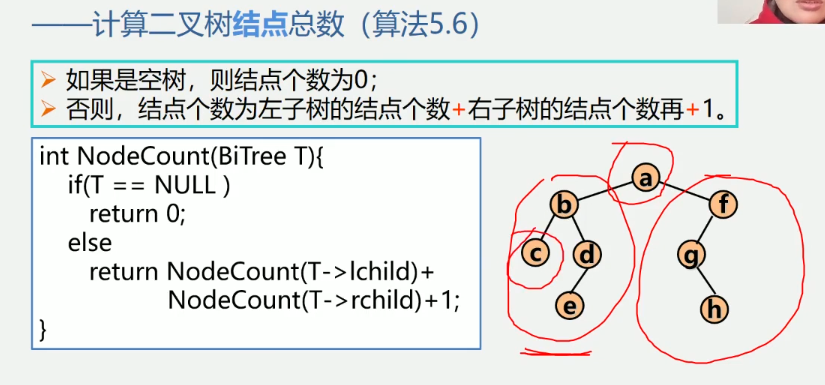 ——计算二叉树结点总数（算法5.6）
如果是空树，则结点个数为0；
否则，结点个数为左子树的结点个数+右子树的结点个数再+1。
int NodeCount(BiTree T){
if(T == NULL )
return 0;
else
return NodeCount(T->lchild)+
NodeCount(T->rchild)+1;
}
a
b
f
c
d
g
e
h